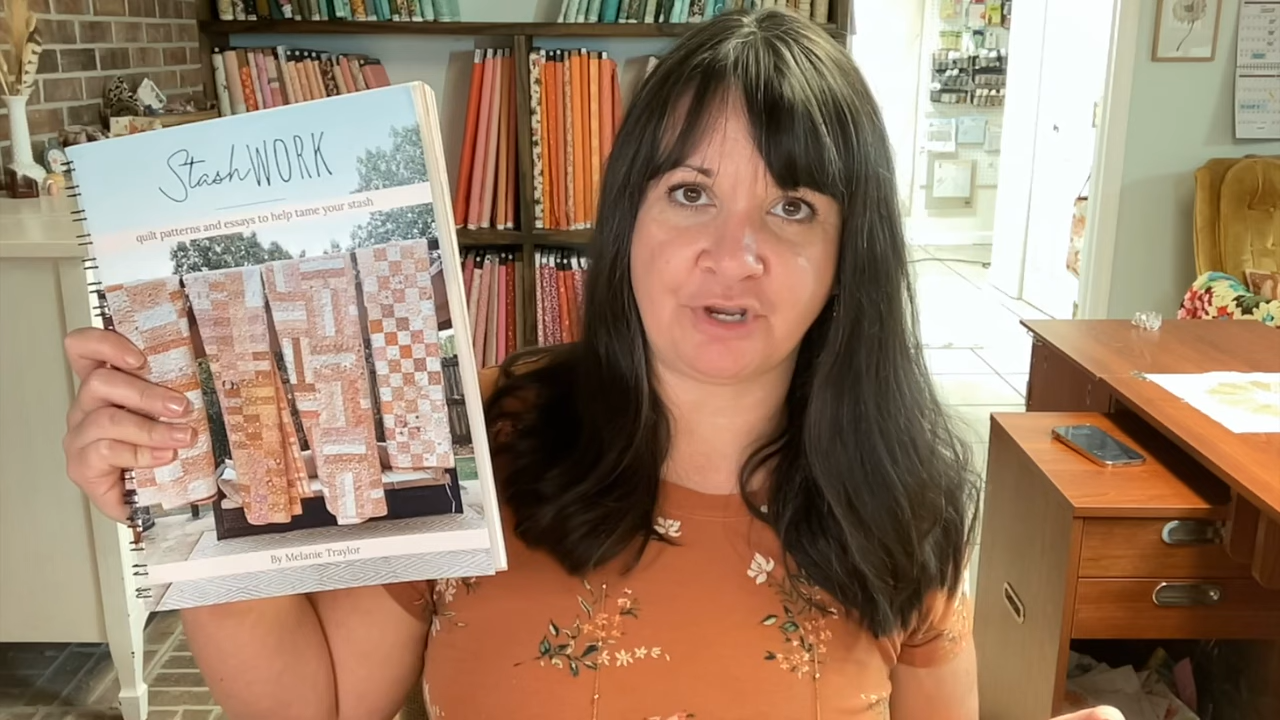 StashWORK
quilt patterns and essays to help tame your stash
By Melanie Traylor